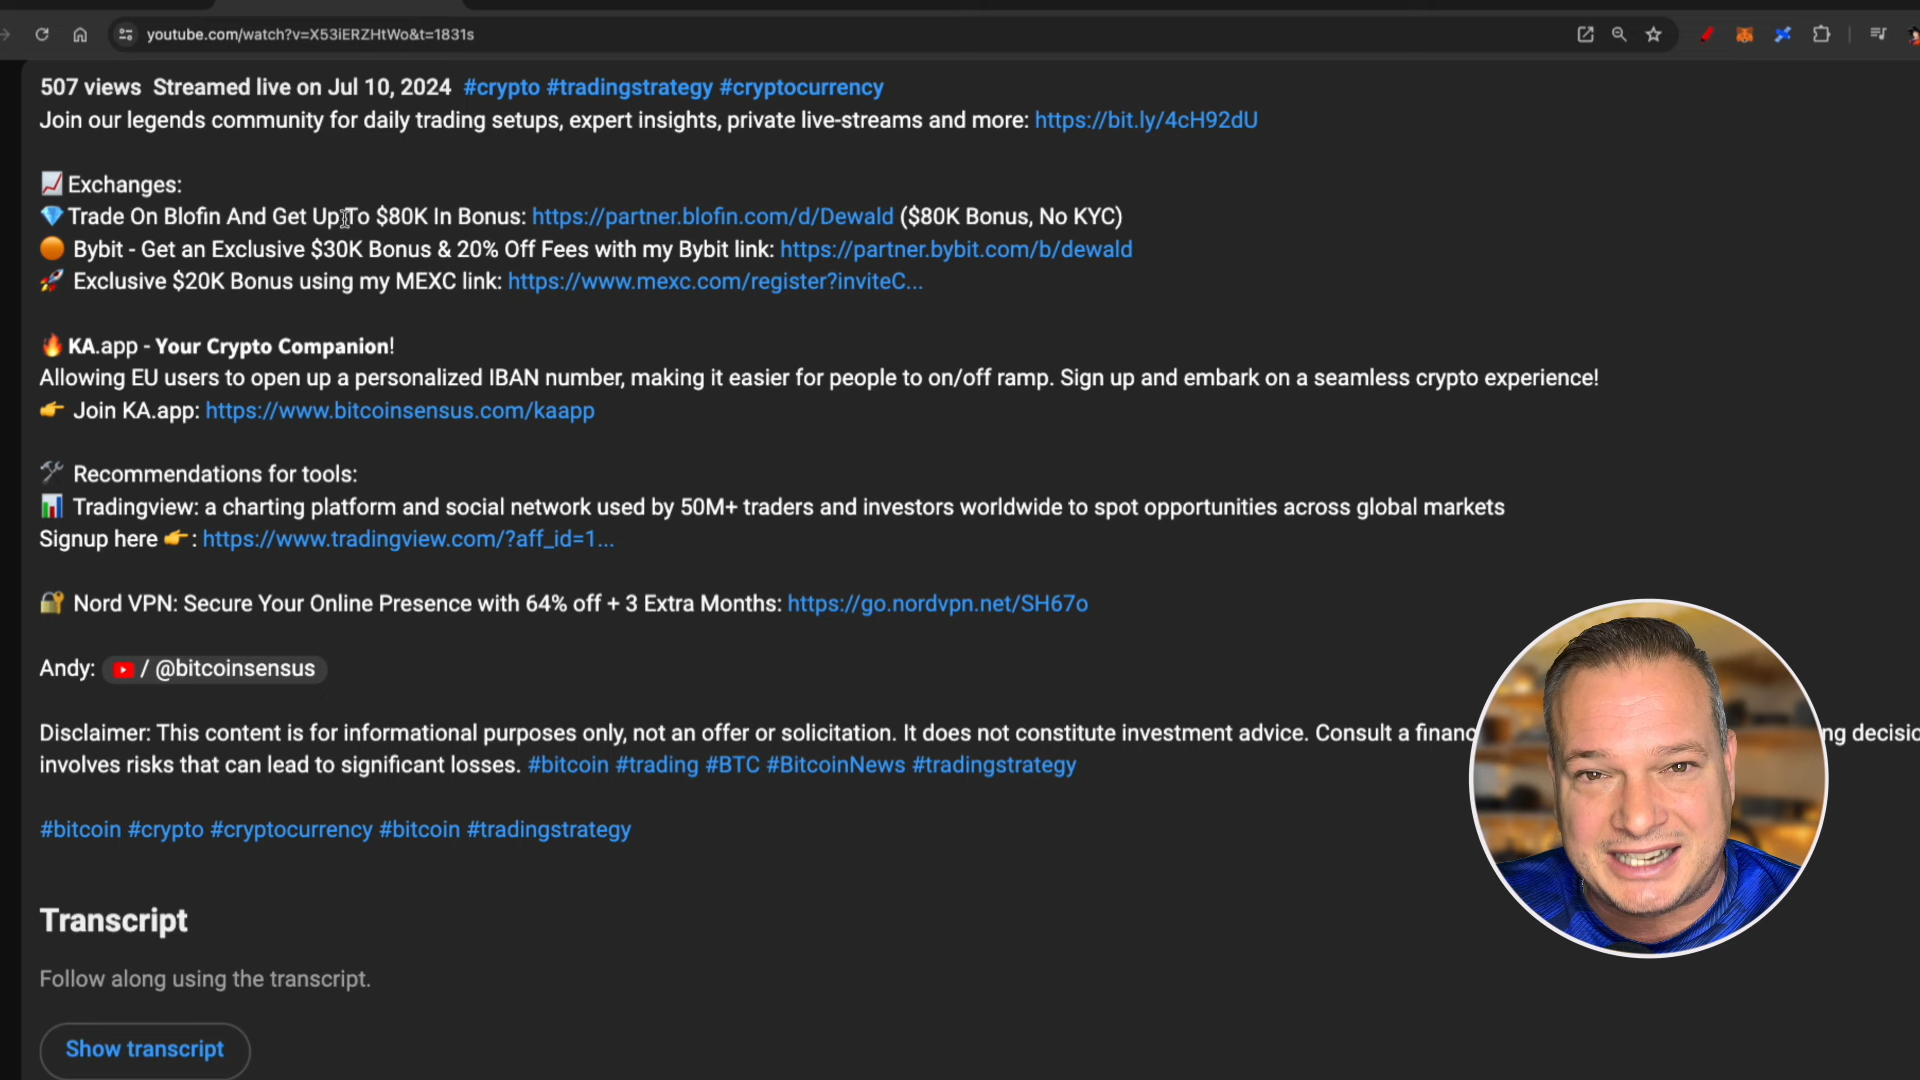 youtube.com/watch?v=X53iERZHtWo&t=1831s
507 views Streamed live on Jul 10, 2024 #crypto #tradingstrategy #cryptocurrency
Join our legends community for daily trading setups, expert insights, private live-streams and more: https://bit.ly/4cH92dU
📈 Exchanges:
💎 Trade On Blofin And Get Up To $80K In Bonus: https://partner.blofin.com/d/Dewald ($80K Bonus, No KYC)
🟠 Bybit - Get an Exclusive $30K Bonus & 20% Off Fees with my Bybit link: https://partner.bybit.com/b/dewald
🚀 Exclusive $20K Bonus using my MEXC link: https://www.mexc.com/register?inviteC...
🔥 KA.app - Your Crypto Companion!
Allowing EU users to open up a personalized IBAN number, making it easier for people to on/off ramp. Sign up and embark on a seamless crypto experience!
👉 Join KA.app: https://www.bitcoinsensus.com/kaapp
🛠 Recommendations for tools:
📊 Tradingview: a charting platform and social network used by 50M+ traders and investors worldwide to spot opportunities across global markets
Signup here 👉 : https://www.tradingview.com/?aff_id=1...
🔐 Nord VPN: Secure Your Online Presence with 64% off + 3 Extra Months: https://go.nordvpn.net/SH67o
Andy: / @bitcoinsensus
Disclaimer: This content is for informational purposes only, not an offer or solicitation. It does not constitute investment advice. Consult a
involves risks that can lead to significant losses. #bitcoin #trading #BTC #BitcoinNews #tradingstrategy
#bitcoin #crypto #cryptocurrency #bitcoin #tradingstrategy
Transcript
Follow along using the transcript.
Show transcript